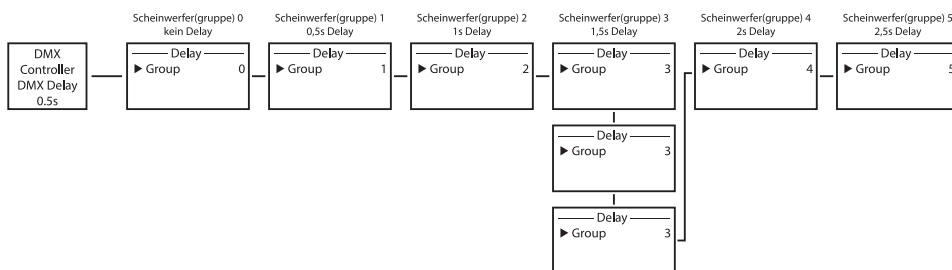 Scheinwerfer(gruppe) 0
kein Delay
Scheinwerfer(gruppe) 1
0,5s Delay
Scheinwerfer(gruppe) 2
1s Delay
Scheinwerfer(gruppe) 3
1,5s Delay
Scheinwerfer(gruppe) 4
2s Delay
Scheinwerfer(gruppe) 5
2,5s Delay
DMX
Controller
DMX Delay
0.5s
Delay
▶ Group 0
Delay
▶ Group 1
Delay
▶ Group 2
Delay
▶ Group 3
Delay
▶ Group 4
Delay
▶ Group 5
Delay
▶ Group 3
Delay
▶ Group 3